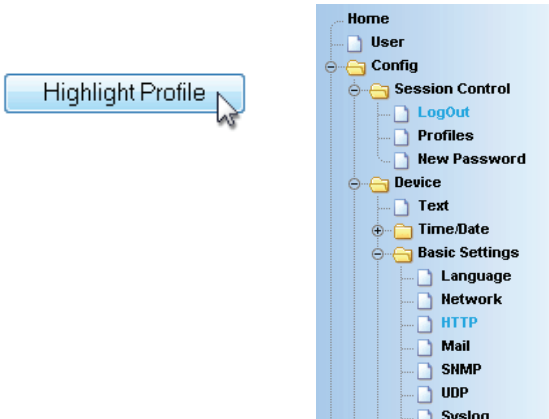 Highlight Profile
Home
User
Config
Session Control
LogOut
Profiles
New Password
Device
Text
Time/Date
Basic Settings
Language
Network
HTTP
Mail
SNMP
UDP
Syslog